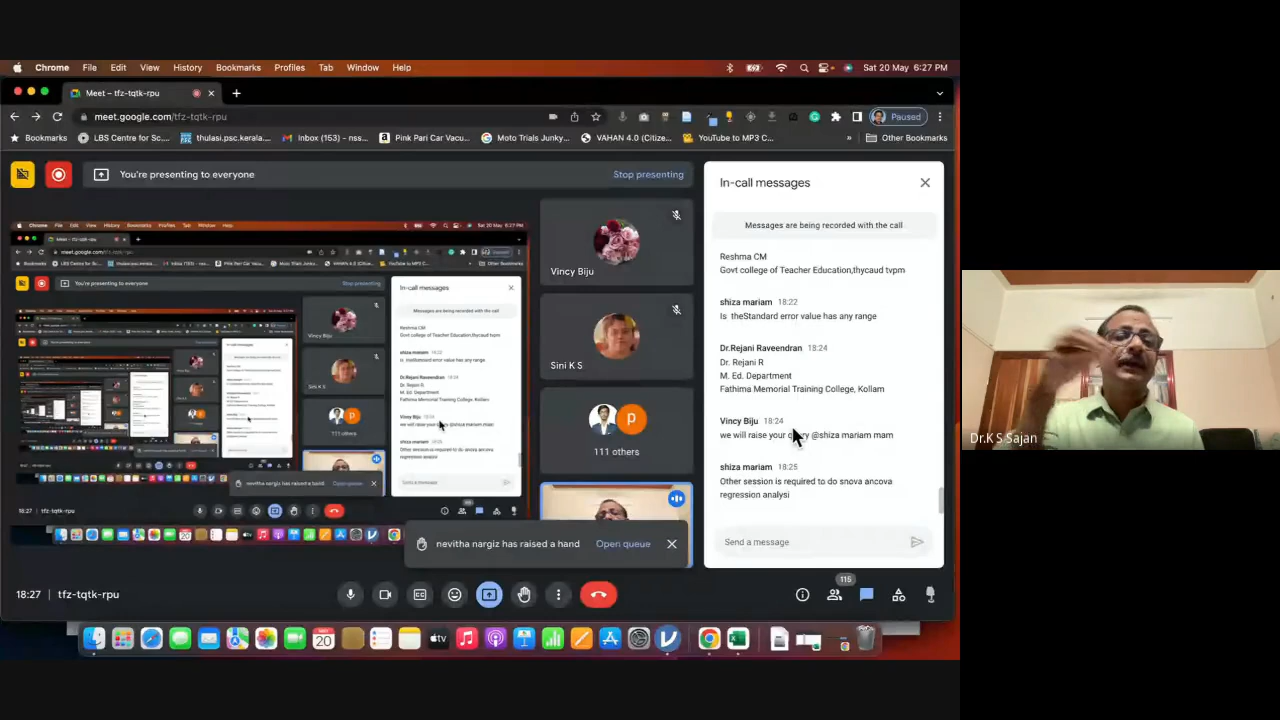 Chrome File Edit View History Bookmarks Profiles Tab Window Help
Sat 20 May 6:27 PM
Meet – tfz-tqtk-rpu
meet.google.com/tfz-tqtk-rpu
Paused
Bookmarks LBS Centre for Sc... thulasi.psc.kerala.... Inbox (153) - nss... Pink Pari Car Vacu... Moto Trials Junky... VAHAN 4.0 (Citize... YouTube to MP3 C... » Other Bookmarks
You're presenting to everyone
Stop presenting
Vincy Biju
Sini K S
p
111 others
nevitha nargiz has raised a hand Open queue
In-call messages
Messages are being recorded with the call
Reshma CM
Govt college of Teacher Education,thycaud tvpm
shiza mariam 18:22
Is theStandard error value has any range
Dr.Rejani Raveendran 18:24
Dr. Rejani R
M. Ed. Department
Fathima Memorial Training College, Kollam
Vincy Biju 18:24
we will raise your @shiza mariam mam
shiza mariam 18:25
Other session is required to do snova ancova
regression analysi
Send a message
18:27 tfz-tqtk-rpu
115
MAY
20
tv
Dr.K S Sajan